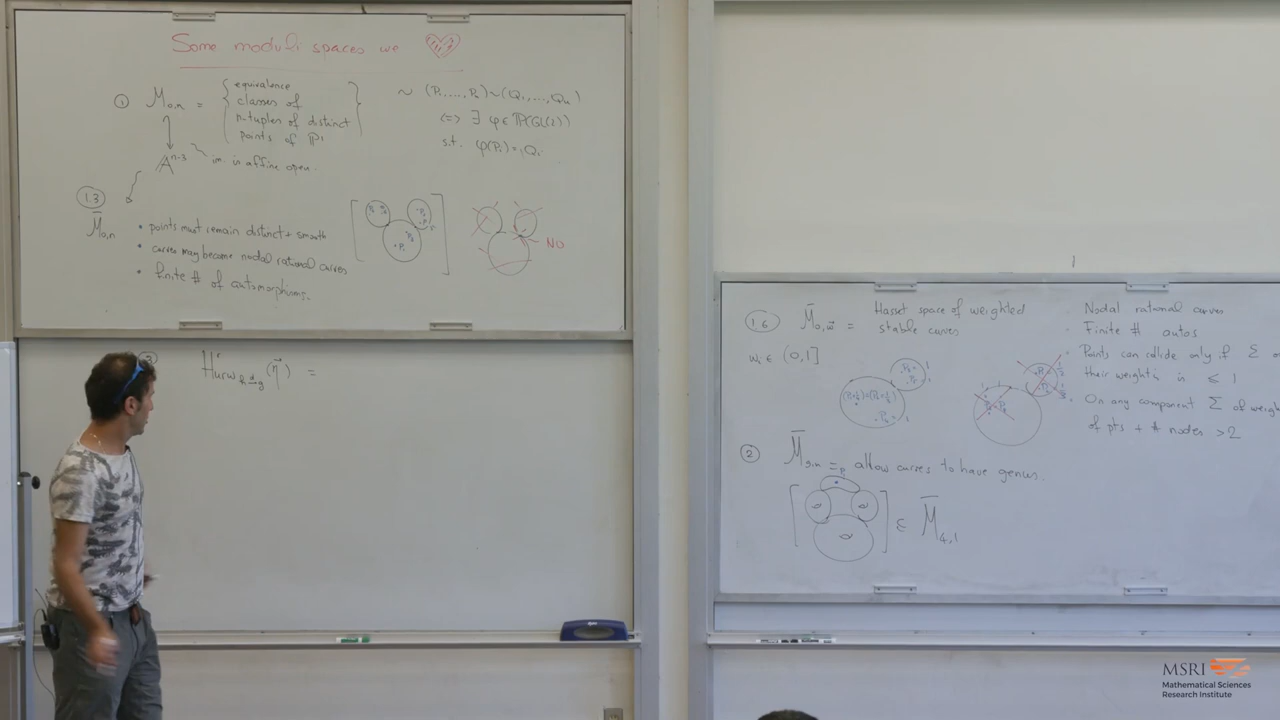 Some moduli spaces we
① M₀,ₙ = { equivalence classes of n-tuples of distinct points of ℙ¹ }
~ (P₁,...,Pₙ) ~ (Q₁,...,Qₙ)
<=> ∃ φ ∈ ℙ(GL(2))
s.t. φ(Pᵢ) = Qᵢ
Aⁿ⁻³ im. is affine open.
1.3
M̄₀,ₙ
• points must remain distinct + smooth
• curves may become nodal rational curves
• finite # of automorphisms.
NO
Hurw (η⃗) =
1.6 M̄₀,w⃗ = Hasset space of weighted stable curves
wᵢ ∈ (0,1]
Nodal rational curves
• Finite # autos
• Points can collide only if Σ of
their weights is ≤ 1
• On any component Σ of weig
of pts + # nodes > 2
② M̄g,n allow curves to have genus.
ε M̄₄,₁
MSRI
Mathematical Sciences
Research Institute